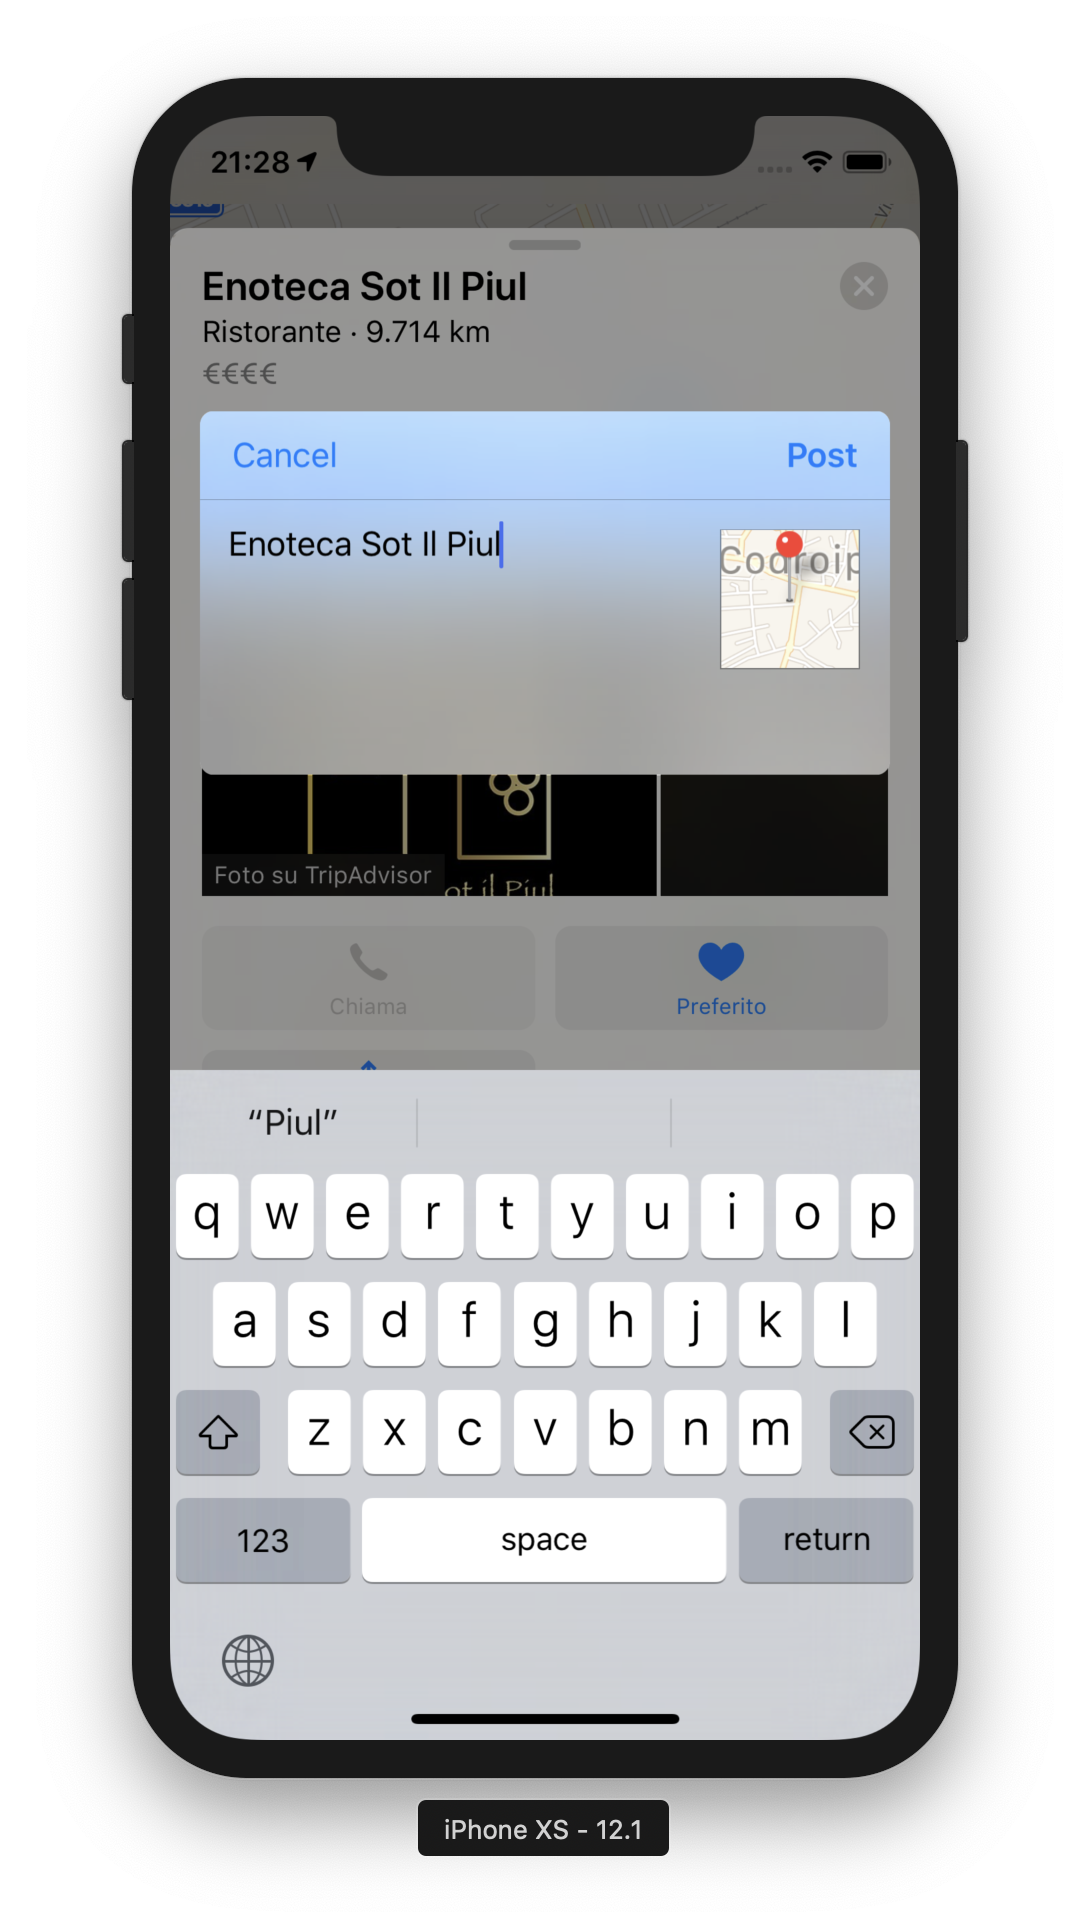 21:28
Vi.
Enoteca Sot Il Piul
Ristorante · 9.714 km
€€€€
Cancel
Post
Enoteca Sot Il Piul
Codroip
Foto su TripAdvisor
ot il Piul
Chiama
Preferito
“Piul”
q w e r t y u i o p
a s d f g h j k l
z x c v b n m
123
space
return
iPhone XS - 12.1